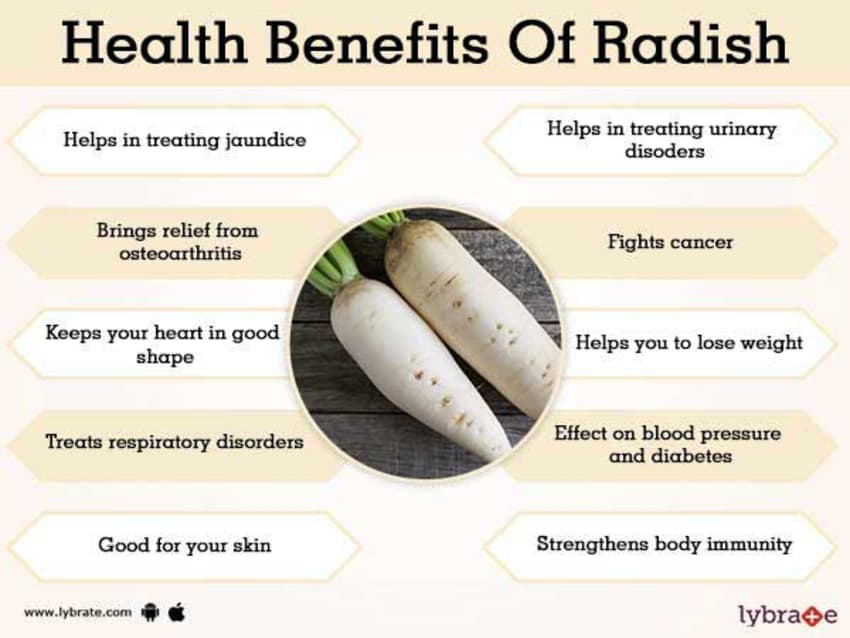 Health Benefits Of Radish
Helps in treating jaundice
Helps in treating urinary
disoders
Brings relief from
osteoarthritis
Fights cancer
Keeps your heart in good
shape
Helps you to lose weight
Treats respiratory disorders
Effect on blood pressure
and diabetes
Good for your skin
Strengthens body immunity
www.lybrate.com
lybrate